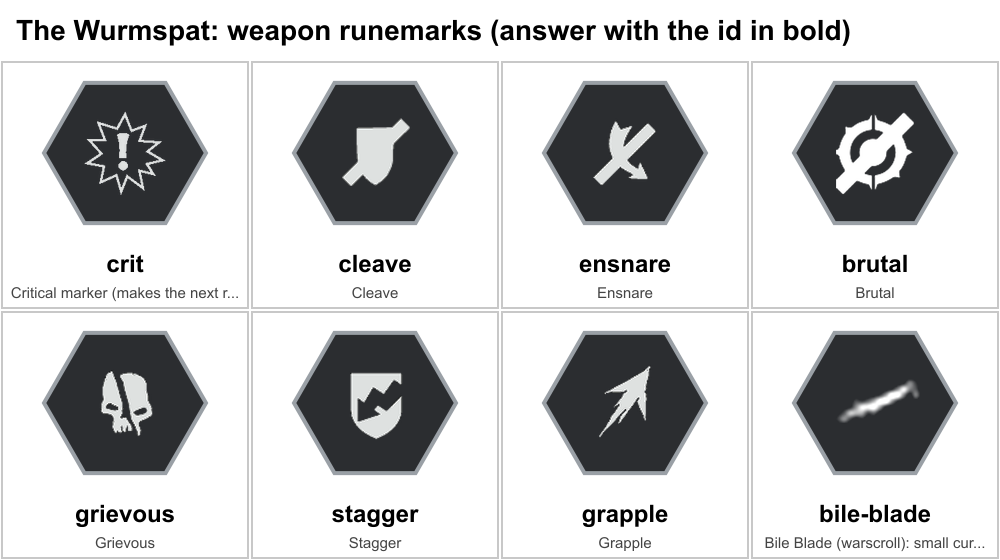 The Wurmspat: weapon runemarks (answer with the id in bold)
crit
Critical marker (makes the next r...
cleave
Cleave
ensnare
Ensnare
brutal
Brutal
grievous
Grievous
stagger
Stagger
grapple
Grapple
bile-blade
Bile Blade (warscroll): small cur...